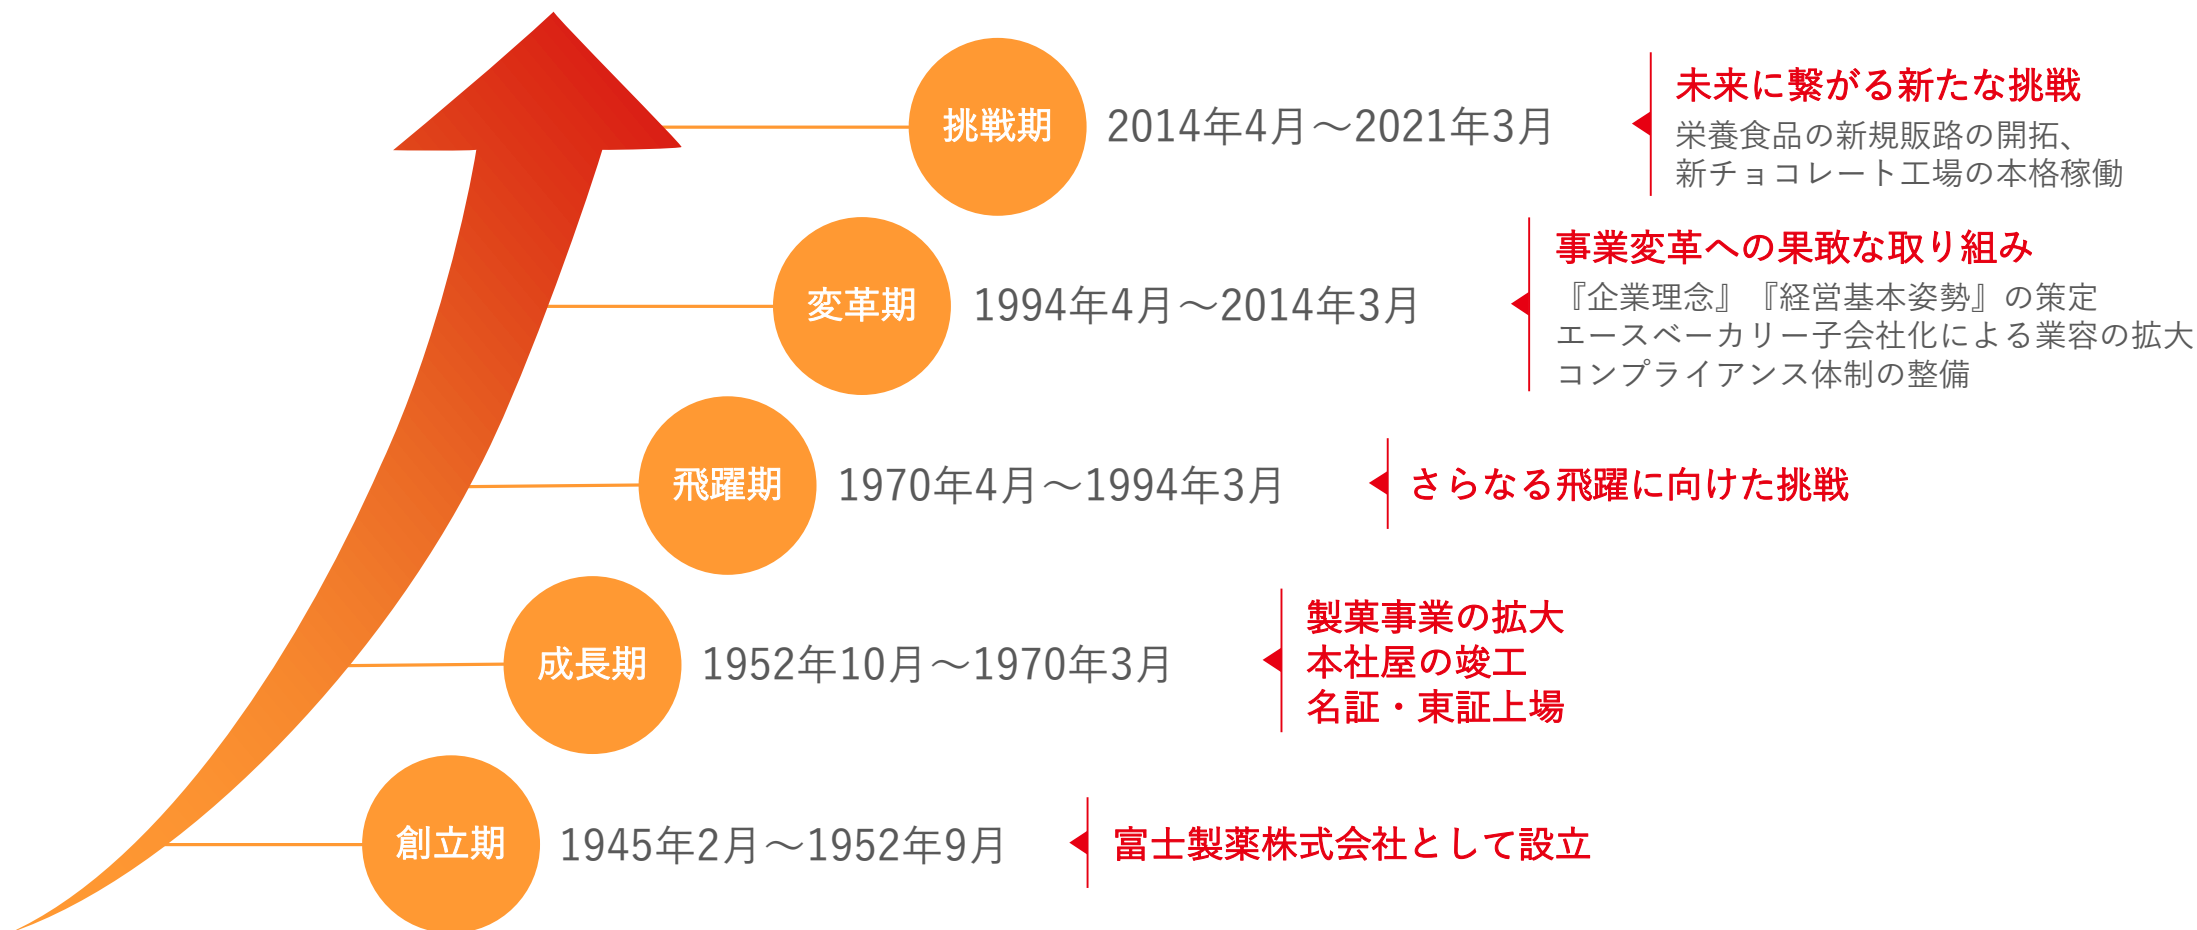 挑戦期
2014年4月～2021年3月
未来に繋がる新たな挑戦
栄養食品の新規販路の開拓、
新チョコレート工場の本格稼働
変革期
1994年4月～2014年3月
事業変革への果敢な取り組み
『企業理念』『経営基本姿勢』の策定
エースベーカリー子会社化による業容の拡大
コンプライアンス体制の整備
飛躍期
1970年4月～1994年3月
さらなる飛躍に向けた挑戦
成長期
1952年10月～1970年3月
製菓事業の拡大
本社屋の竣工
名証・東証上場
創立期
1945年2月～1952年9月
富士製薬株式会社として設立